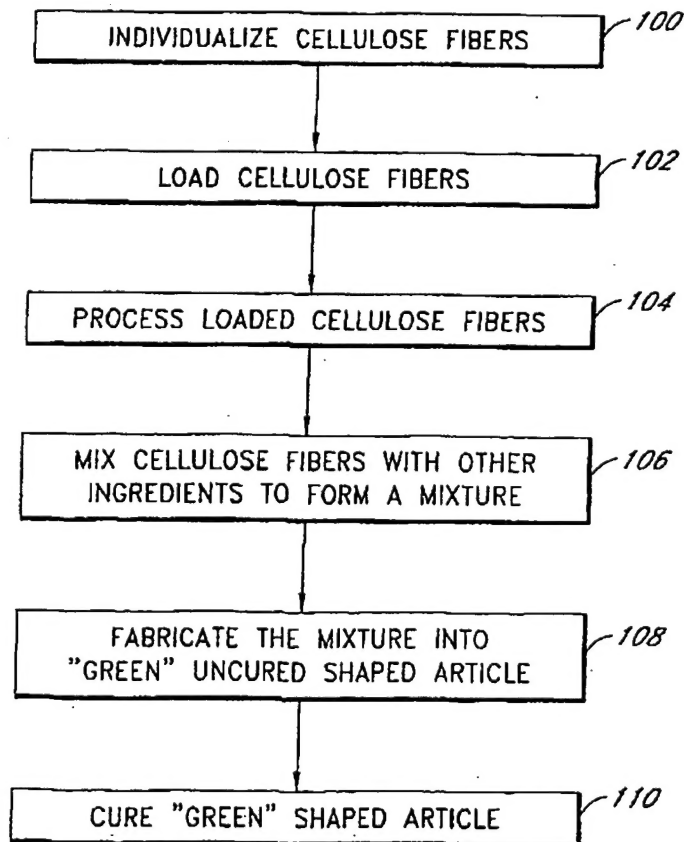 INDIVIDUALIZE CELLULOSE FIBERS
100
LOAD CELLULOSE FIBERS
102
PROCESS LOADED CELLULOSE FIBERS
104
MIX CELLULOSE FIBERS WITH OTHER
INGREDIENTS TO FORM A MIXTURE
106
FABRICATE THE MIXTURE INTO
"GREEN" UNCURED SHAPED ARTICLE
108
CURE "GREEN" SHAPED ARTICLE
110